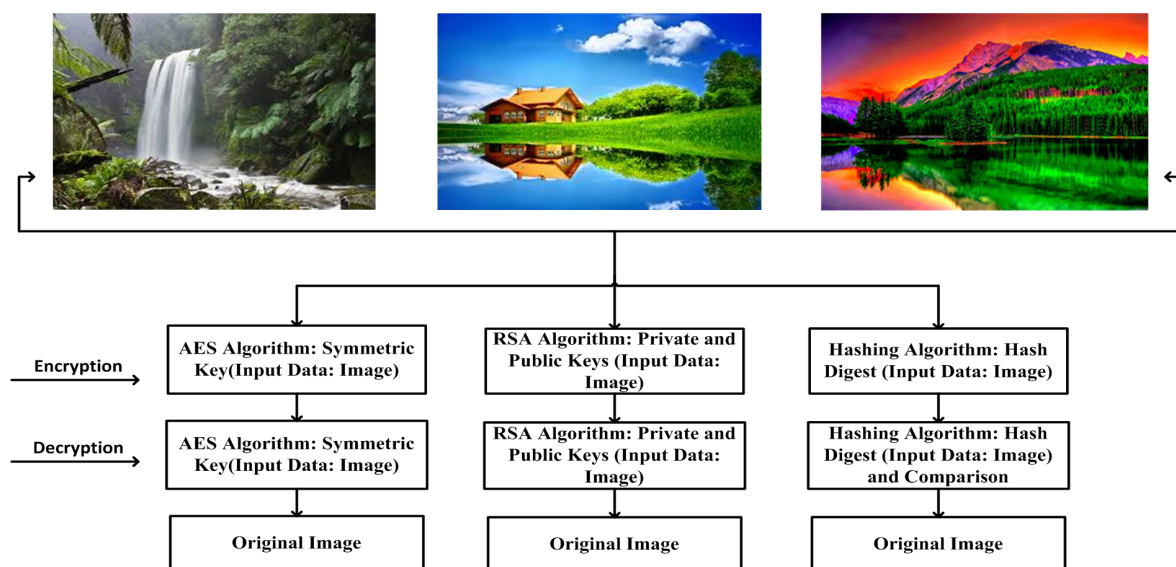 Encryption
AES Algorithm: Symmetric
Key(Input Data: Image)
RSA Algorithm: Private and
Public Keys (Input Data:
Image)
Hashing Algorithm: Hash
Digest (Input Data: Image)
Decryption
AES Algorithm: Symmetric
Key(Input Data: Image)
RSA Algorithm: Private and
Public Keys (Input Data:
Image)
Hashing Algorithm: Hash
Digest (Input Data: Image)
and Comparison
Original Image
Original Image
Original Image